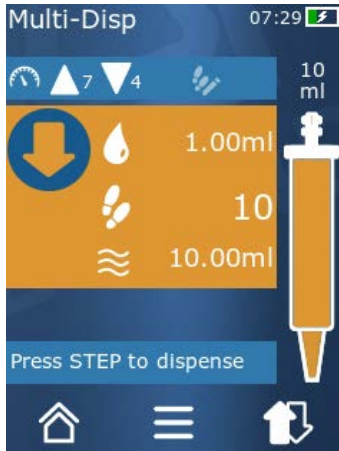 Multi-Disp 07:29
7 4
10
ml
1.00ml
10
10.00ml
Press STEP to dispense